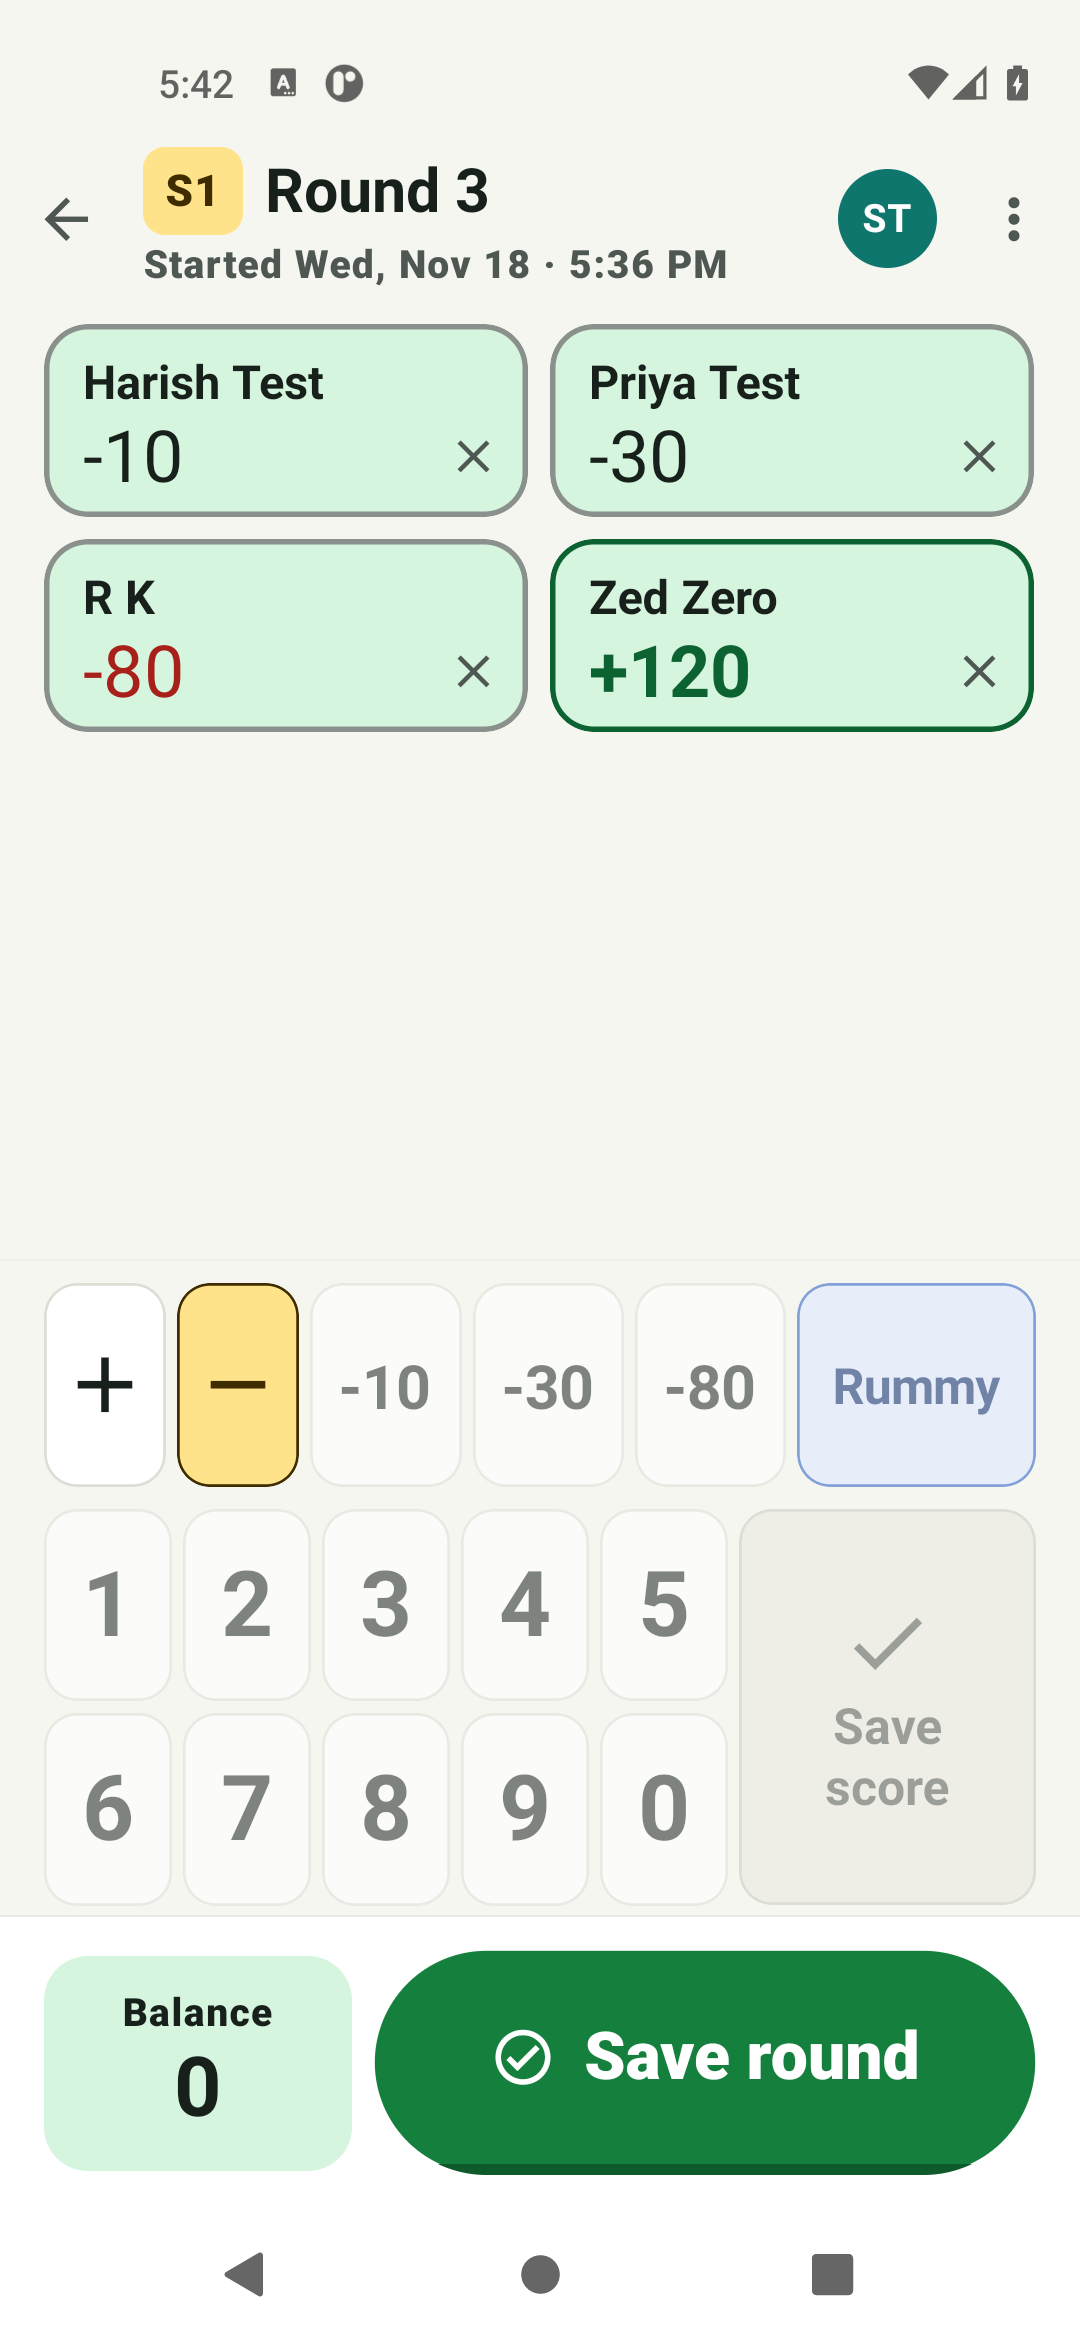 5:42
S1 Round 3
Started Wed, Nov 18 · 5:36 PM
ST
Harish Test
-10
Priya Test
-30
R K
-80
Zed Zero
+120
+ − -10 -30 -80 Rummy
1 2 3 4 5
6 7 8 9 0
Save
score
Balance
0
Save round